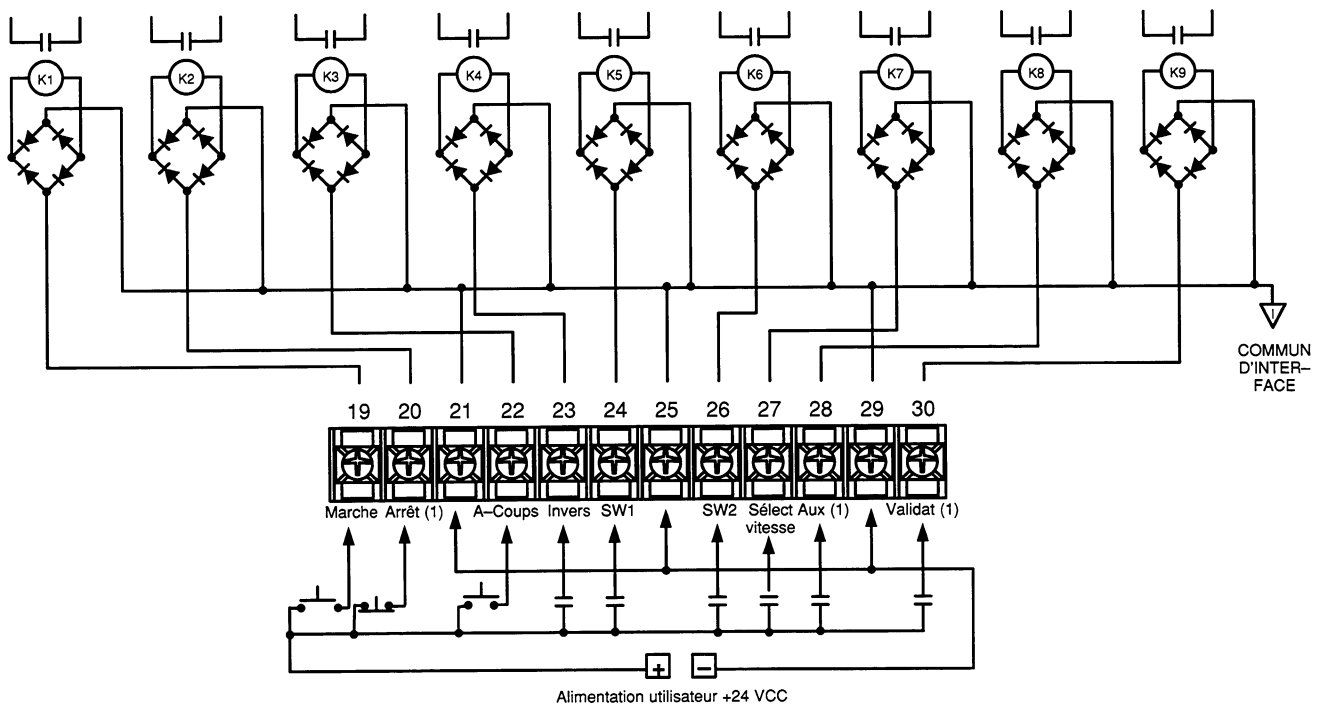 K1 K2 K3 K4 K5 K6 K7 K8 K9
I
COMMUN
D'INTER–
FACE
19 20 21 22 23 24 25 26 27 28 29 30
Marche Arrêt (1) A–Coups Invers SW1 SW2 Sélect Aux (1) Validat (1)
vitesse
+ –
Alimentation utilisateur +24 VCC